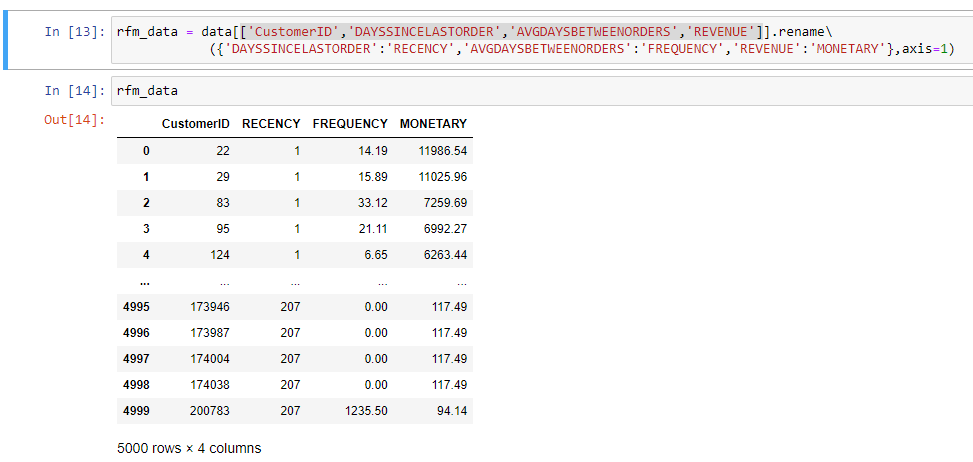 In [13]: rfm_data = data[['CustomerID','DAYSSINCELASTORDER','AVGDAYSBETWEENORDERS','REVENUE']].rename\
({'DAYSSINCELASTORDER':'RECENCY','AVGDAYSBETWEENORDERS':'FREQUENCY','REVENUE':'MONETARY'},axis=1)
In [14]: rfm_data
Out[14]:
CustomerID RECENCY FREQUENCY MONETARY
0 22 1 14.19 11986.54
1 29 1 15.89 11025.96
2 83 1 33.12 7259.69
3 95 1 21.11 6992.27
4 124 1 6.65 6263.44
... ... ... ... ...
4995 173946 207 0.00 117.49
4996 173987 207 0.00 117.49
4997 174004 207 0.00 117.49
4998 174038 207 0.00 117.49
4999 200783 207 1235.50 94.14
5000 rows × 4 columns